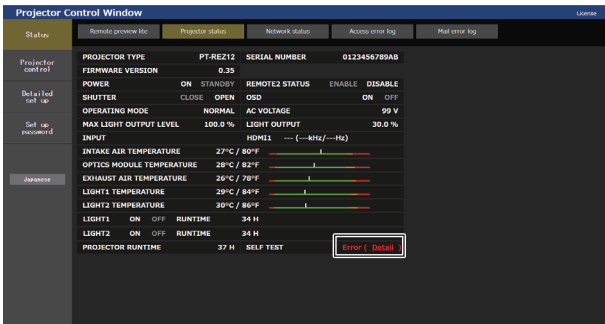 Projector Control Window
License
Status
Remote preview lite
Projector status
Network status
Access error log
Mail error log
Projector
control
Detailed
set up
Set up
password
Japanese
PROJECTOR TYPE PT-REZ12 SERIAL NUMBER 0123456789AB
FIRMWARE VERSION 0.35
POWER ON STANDBY REMOTE2 STATUS ENABLE DISABLE
SHUTTER CLOSE OPEN OSD ON OFF
OPERATING MODE NORMAL AC VOLTAGE 99 V
MAX LIGHT OUTPUT LEVEL 100.0 % LIGHT OUTPUT 30.0 %
INPUT HDMI1 --- (---kHz/---Hz)
INTAKE AIR TEMPERATURE 27°C / 80°F
OPTICS MODULE TEMPERATURE 28°C / 82°F
EXHAUST AIR TEMPERATURE 26°C / 78°F
LIGHT1 TEMPERATURE 29°C / 84°F
LIGHT2 TEMPERATURE 30°C / 86°F
LIGHT1 ON OFF RUNTIME 34 H
LIGHT2 ON OFF RUNTIME 34 H
PROJECTOR RUNTIME 37 H SELF TEST Error ( Detail )